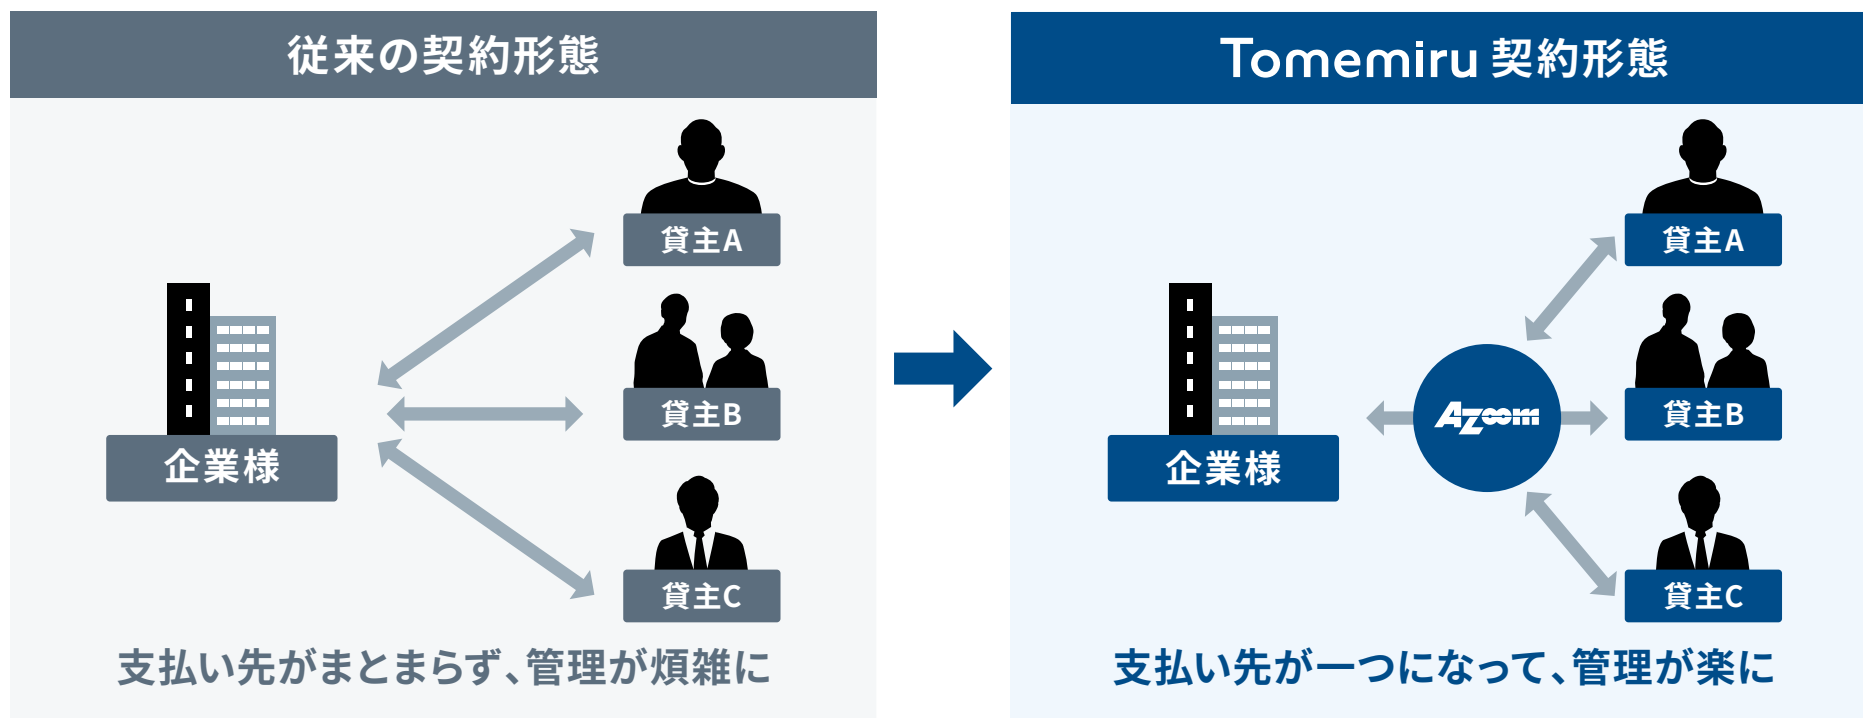 従来の契約形態
貸主A
貸主B
企業様
貸主C
支払い先がまとまらず、管理が煩雑に
Tomemiru 契約形態
貸主A
Azoom
貸主B
企業様
貸主C
支払い先が一つになって、管理が楽に